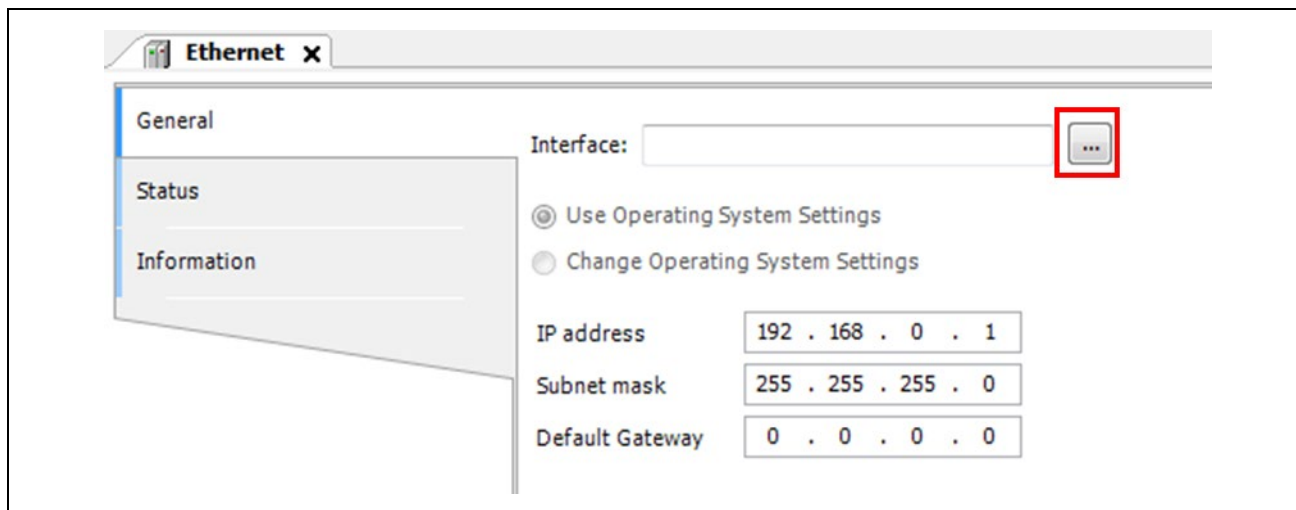 Ethernet x
General
Interface: ...
Status
Use Operating System Settings
Information
Change Operating System Settings
IP address 192 . 168 . 0 . 1
Subnet mask 255 . 255 . 255 . 0
Default Gateway 0 . 0 . 0 . 0